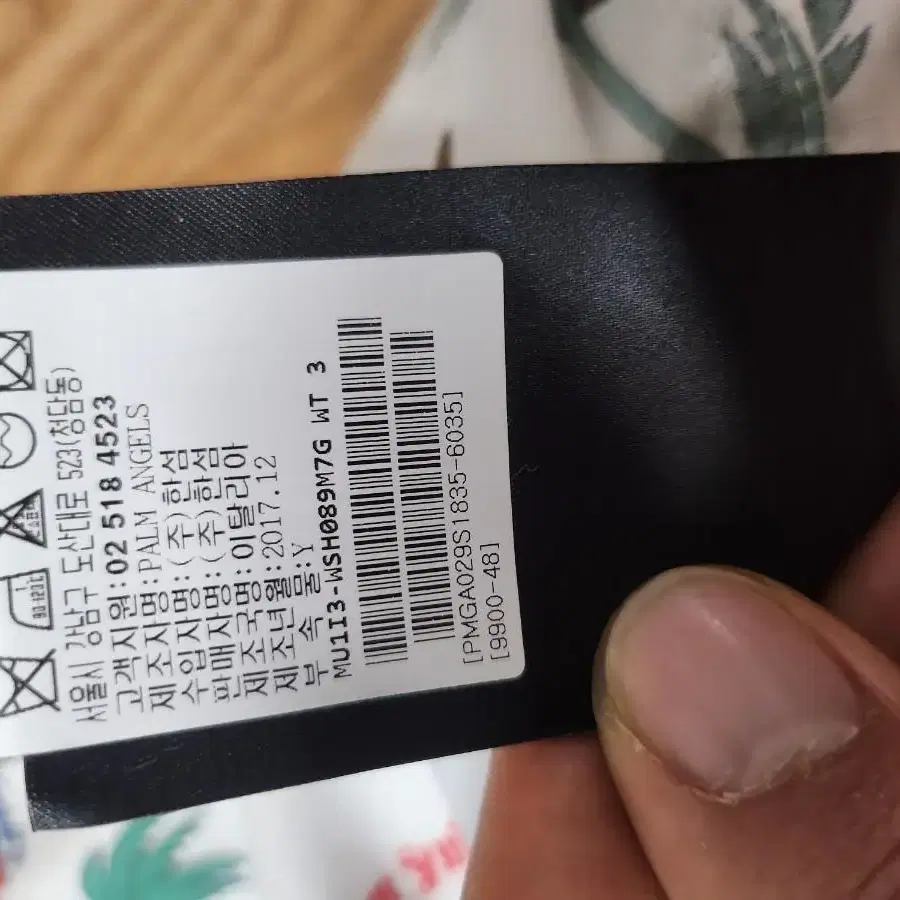 서울시 강남구 도산대로 523(청담동)
고객지원:02 518 4523
제조자명:PALM ANGELS
수입자명:(주)한섬
판매자명:(주)한섬
제조국명:이탈리아
제조년월:2017.12
부속물:Y
MU1I3-WSH089M7G WT 3
[PMGA029S1835-6035]
[9900-48]